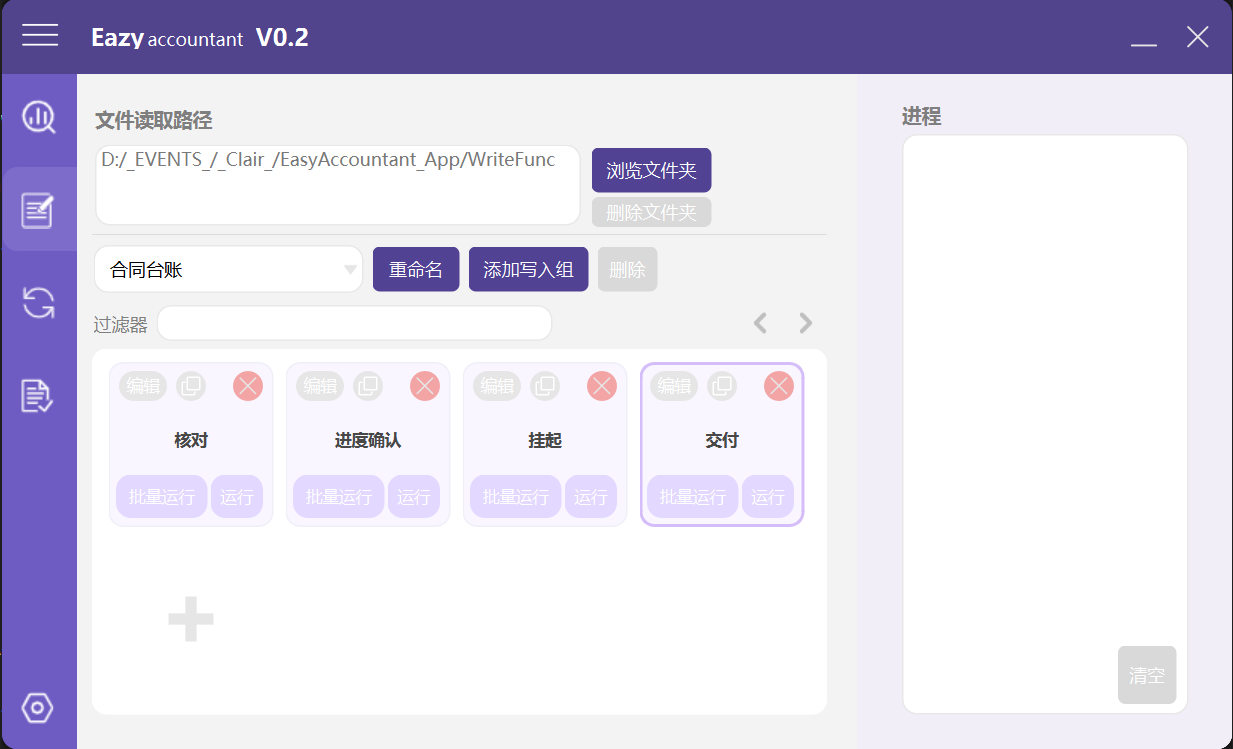 Eazy accountant V0.2
文件读取路径
D:/_EVENTS_/_Clair_/EasyAccountant_App/WriteFunc
浏览文件夹
删除文件夹
合同台账
重命名
添加写入组
删除
过滤器
编辑
核对
批量运行 运行
编辑
进度确认
批量运行 运行
编辑
挂起
批量运行 运行
编辑
交付
批量运行 运行
进程
清空